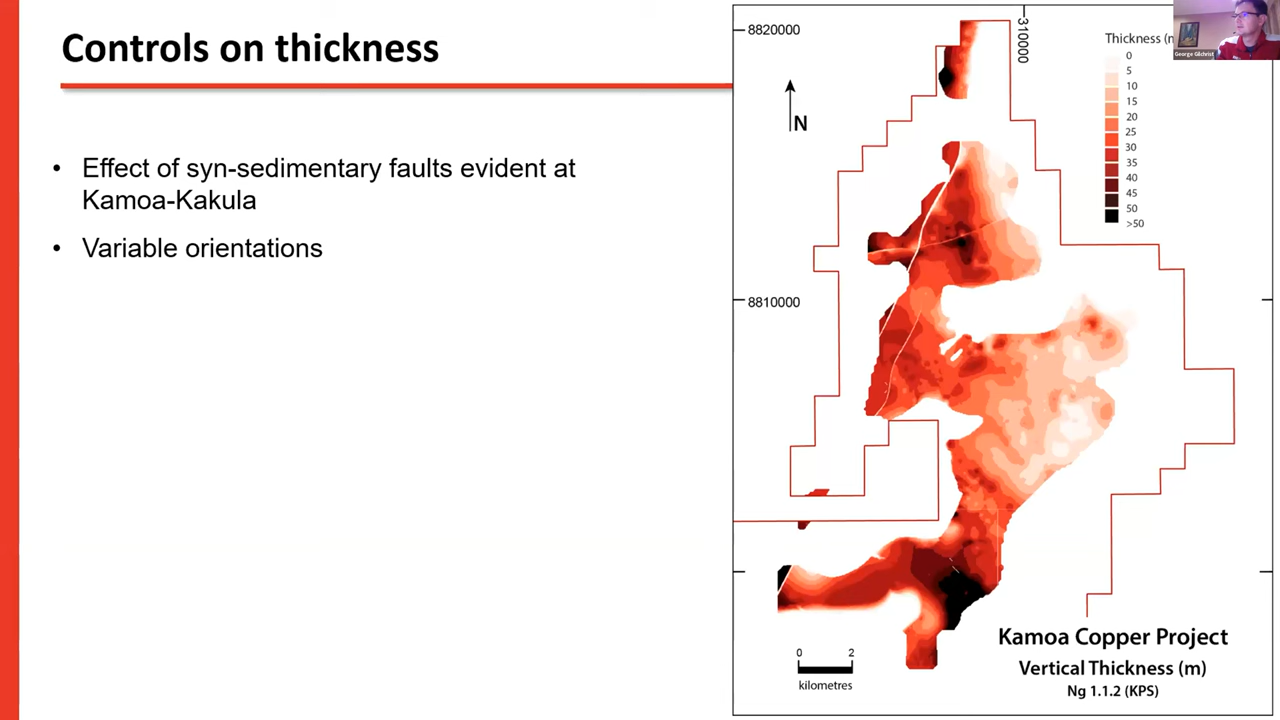 Controls on thickness
• Effect of syn-sedimentary faults evident at
Kamoa-Kakula
• Variable orientations
8820000
310000
Thickness (m
0
5
10
15
20
25
30
35
40
45
50
>50
N
8810000
0 2
kilometres
Kamoa Copper Project
Vertical Thickness (m)
Ng 1.1.2 (KPS)
George Gilchrist